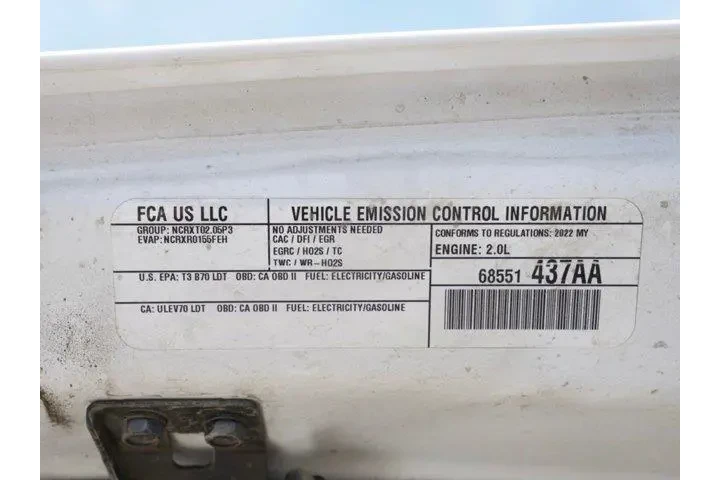 FCA US LLC
VEHICLE EMISSION CONTROL INFORMATION
GROUP: NCRXT02.05P3
EVAP: NCRXR0155FEH
NO ADJUSTMENTS NEEDED
CAC / DFI / EGR
EGRC / HO2S / TC
TWC / WR-HO2S
CONFORMS TO REGULATIONS: 2022 MY
ENGINE: 2.0L
U.S. EPA: T3 B70 LDT OBD: CA OBD II FUEL: ELECTRICITY/GASOLINE
68551 437AA
CA: ULEV70 LDT OBD: CA OBD II FUEL: ELECTRICITY/GASOLINE